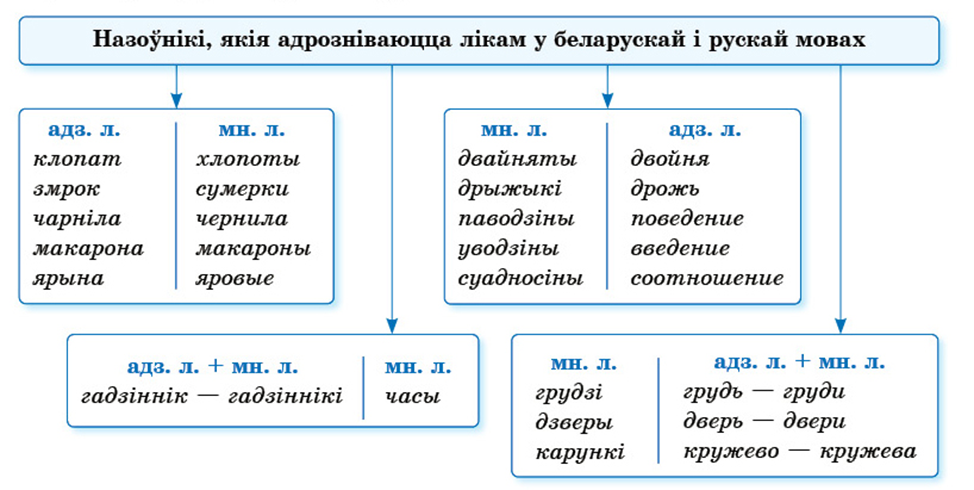 Назоўнікі, якія адрозніваюцца лікам у беларускай і рускай мовах
адз. л. мн. л.
клопат хлопоты
змрок сумерки
чарніла чернила
макарона макароны
ярына яровые
мн. л. адз. л.
двайняты двойня
дрыжыкі дрожь
паводзіны поведение
уводзіны введение
суадносіны соотношение
адз. л. + мн. л. мн. л.
гадзіннік — гадзіннікі часы
мн. л. адз. л. + мн. л.
грудзі грудь — груди
дзверы дверь — двери
карункі кружево — кружева